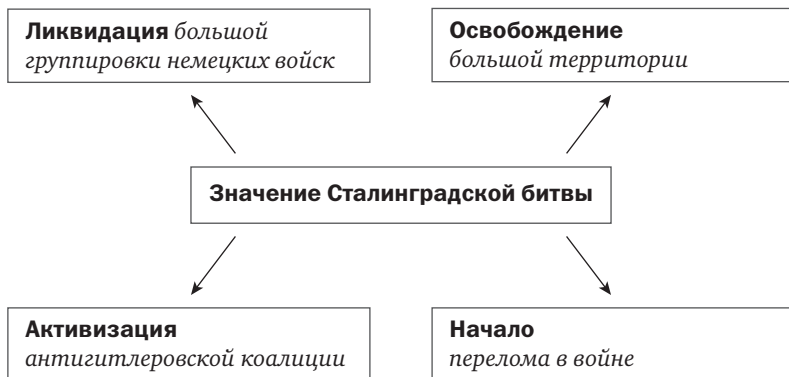 Ликвидация большой
группировки немецких войск
Освобождение
большой территории
Значение Сталинградской битвы
Активизация
антигитлеровской коалиции
Начало
перелома в войне